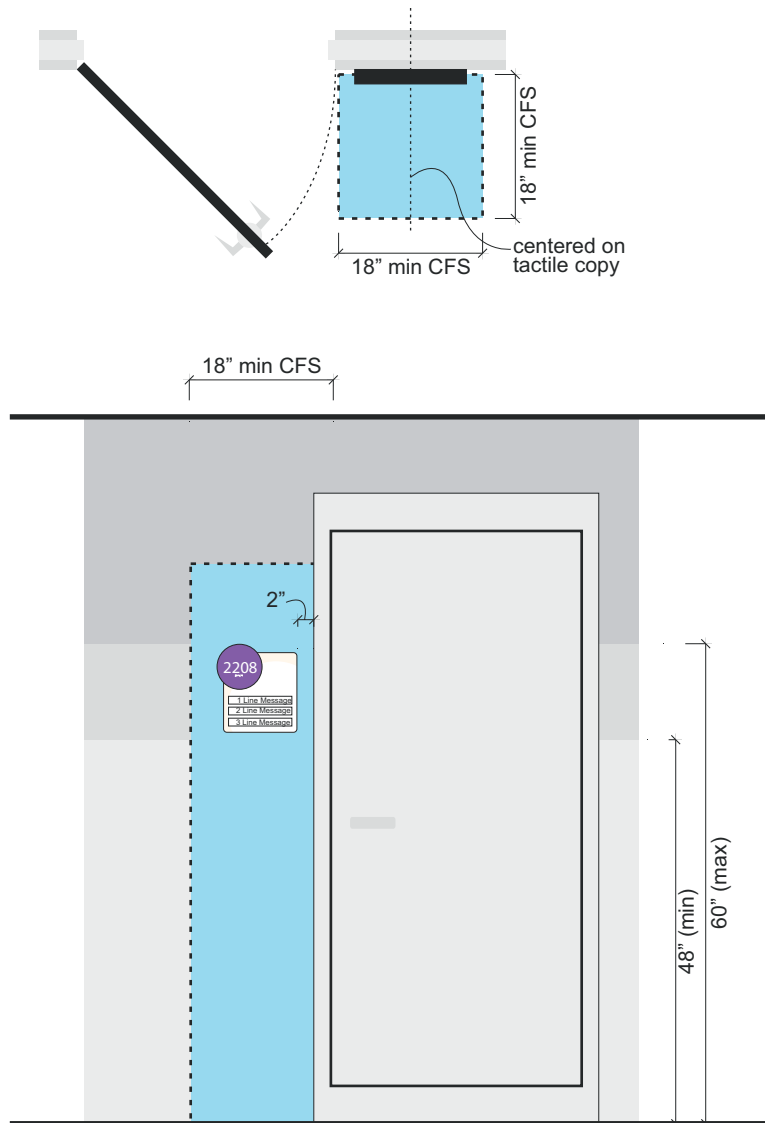 18” min CFS
centered on
tactile copy
18” min CFS
18” min CFS
2”
2208
1 Line Message
2 Line Message
3 Line Message
48” (min)
60” (max)